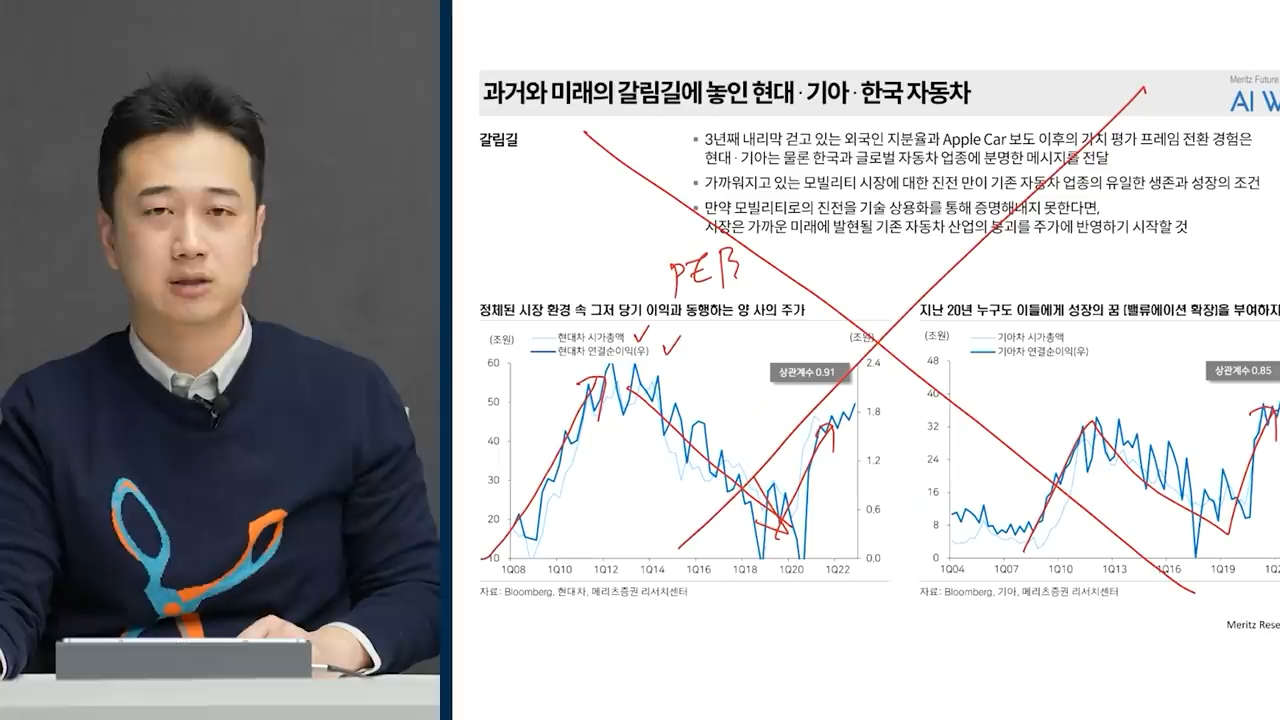 과거와 미래의 갈림길에 놓인 현대·기아·한국 자동차
Meritz Future
AI W
갈림길
▪ 3년째 내리막 걷고 있는 외국인 지분율과 Apple Car 보도 이후의 가치 평가 프레임 전환 경험은
현대·기아는 물론 한국과 글로벌 자동차 업종에 분명한 메시지를 전달
▪ 가까워지고 있는 모빌리티 시장에 대한 진전 만이 기존 자동차 업종의 유일한 생존과 성장의 조건
▪ 만약 모빌리티로의 진전을 기술 상용화를 통해 증명해내지 못한다면,
시장은 가까운 미래에 발현될 기존 자동차 산업의 붕괴를 주가에 반영하기 시작할 것
정체된 시장 환경 속 그저 당기 이익과 동행하는 양 사의 주가
(조원)
현대차 시가총액
현대차 연결순이익(우)
(조원)
상관계수 0.91
60
50
40
30
20
10
2.4
1.8
1.2
0.6
0.0
1Q08 1Q10 1Q12 1Q14 1Q16 1Q18 1Q20 1Q22
자료: Bloomberg, 현대차, 메리츠증권 리서치센터
지난 20년 누구도 이들에게 성장의 꿈 (밸류에이션 확장)을 부여하지
(조원)
기아차 시가총액
기아차 연결순이익(우)
상관계수 0.85
48
40
32
24
16
8
0
1Q04 1Q07 1Q10 1Q13 1Q16 1Q19
자료: Bloomberg, 기아, 메리츠증권 리서치센터
Meritz Rese